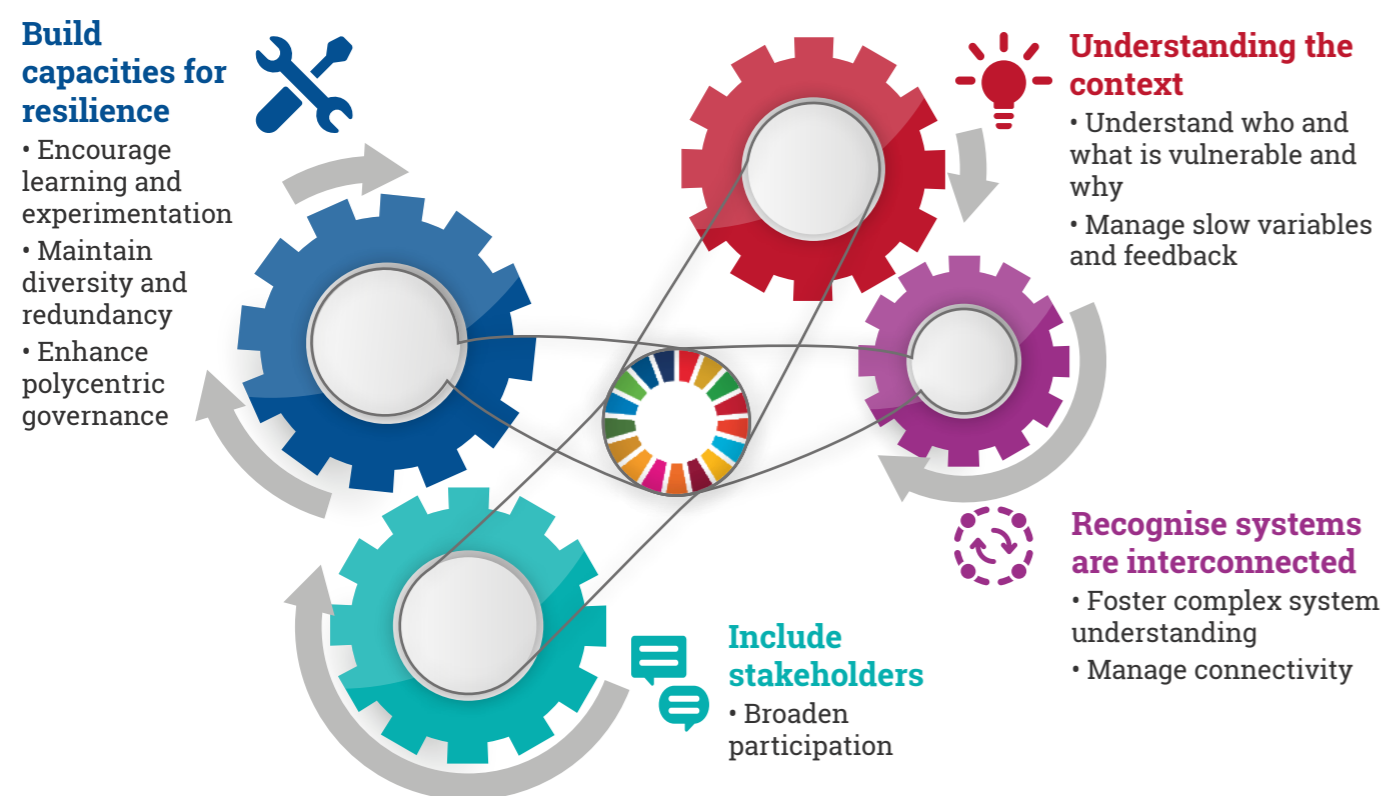 Build
capacities for
resilience
• Encourage
learning and
experimentation
• Maintain
diversity and
redundancy
• Enhance
polycentric
governance
Understanding the
context
• Understand who and
what is vulnerable and
why
• Manage slow variables
and feedback
Recognise systems
are interconnected
• Foster complex system
understanding
• Manage connectivity
Include
stakeholders
• Broaden
participation